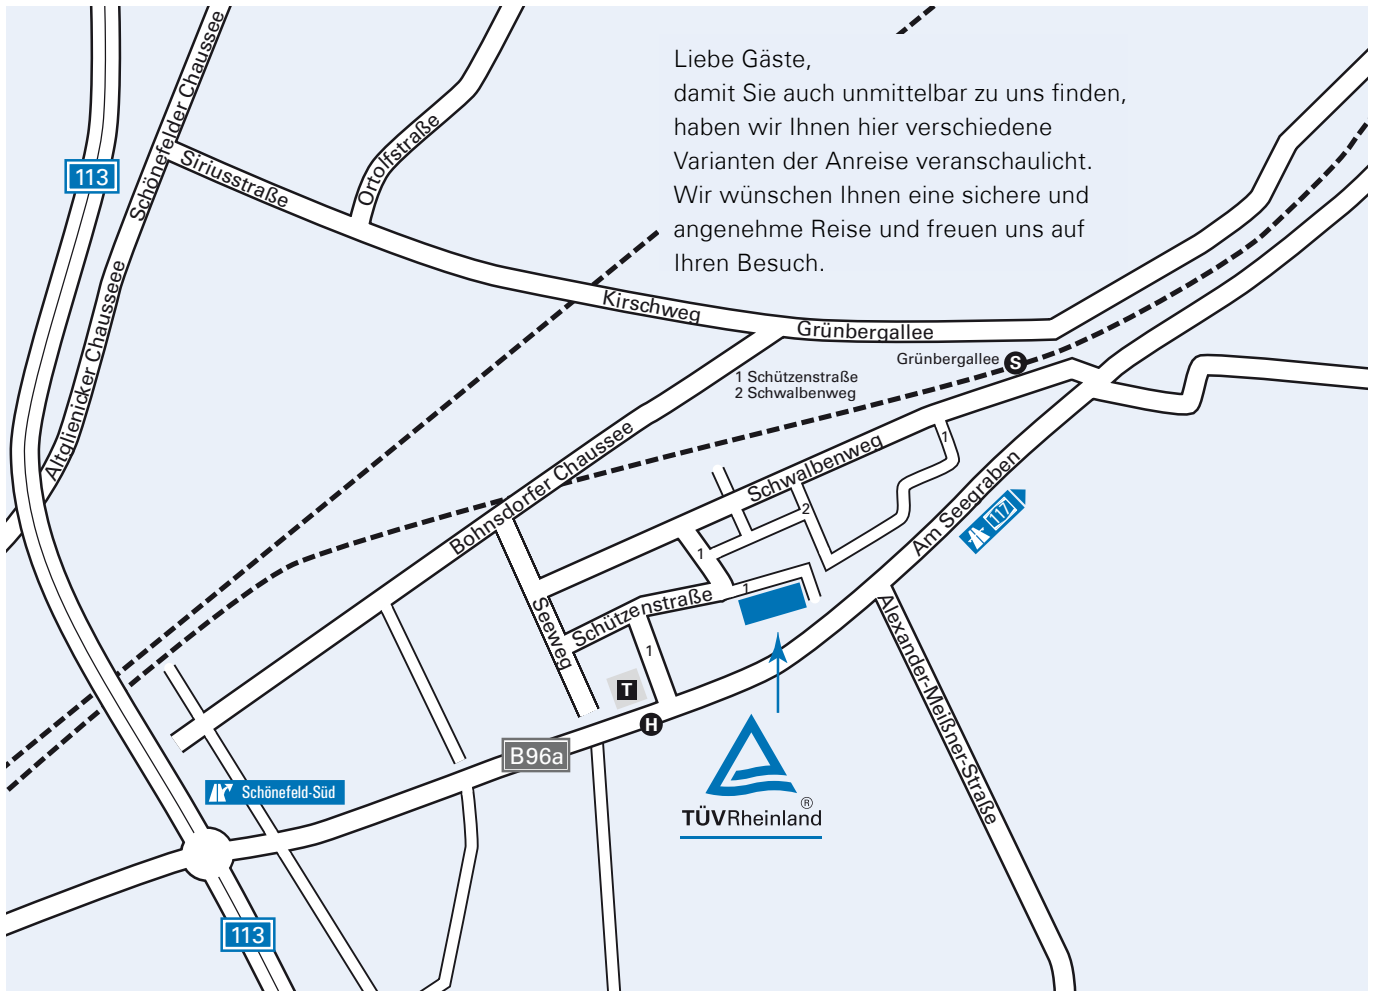 Liebe Gäste,
damit Sie auch unmittelbar zu uns finden,
haben wir Ihnen hier verschiedene
Varianten der Anreise veranschaulicht.
Wir wünschen Ihnen eine sichere und
angenehme Reise und freuen uns auf
Ihren Besuch.
Schönefelder Chaussee
113
Siriusstraße
Ortolfstraße
Altglienicker Chausseee
Kirschweg
Grünbergallee
Grünbergallee
S
1 Schützenstraße
2 Schwalbenweg
Bohnsdorfer Chaussee
Schwalbenweg
1
2
1
Am Seegraben
117
Seeweg
Schützenstraße
1
1
Alexander-Meißner-Straße
T
H
B96a
Schönefeld-Süd
®
TÜVRheinland
113